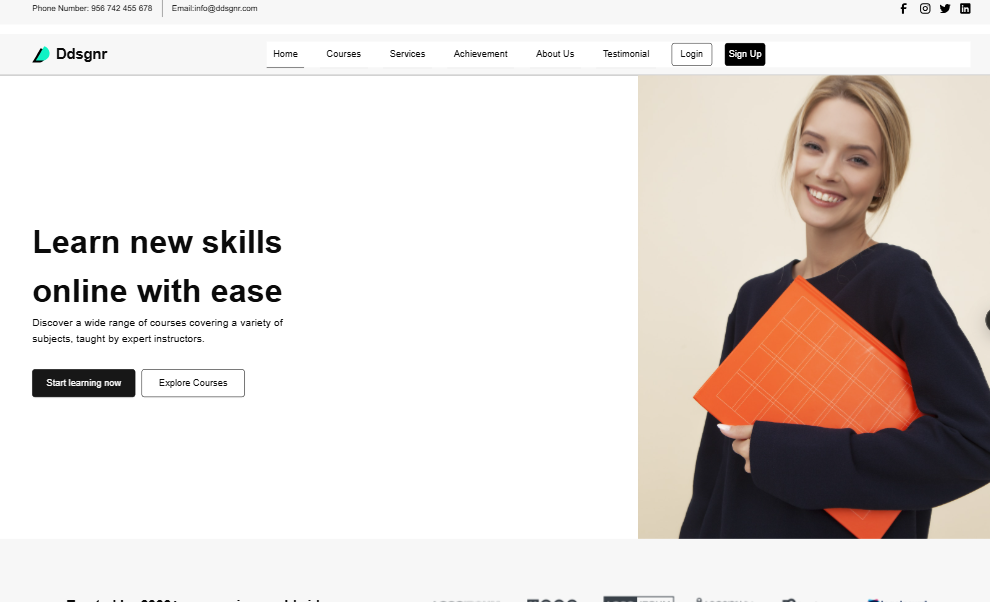 Phone Number: 956 742 455 678
Email:info@ddsgnr.com
Ddsgnr
Home
Courses
Services
Achievement
About Us
Testimonial
Login
Sign Up
Learn new skills
online with ease
Discover a wide range of courses covering a variety of
subjects, taught by expert instructors.
Start learning now
Explore Courses